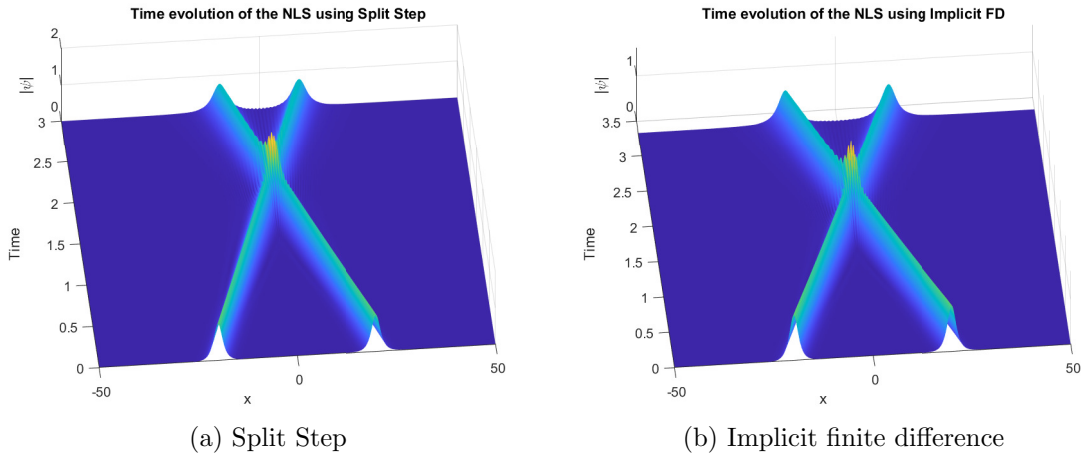 Time evolution of the NLS using Split Step
2
1
0
|ψ|
3
2.5
2
1.5
1
0.5
0
Time
-50
0
50
x
(a) Split Step
Time evolution of the NLS using Implicit FD
1
0
|ψ|
3.5
3
2.5
2
1.5
1
0.5
0
Time
-50
0
50
x
(b) Implicit finite difference